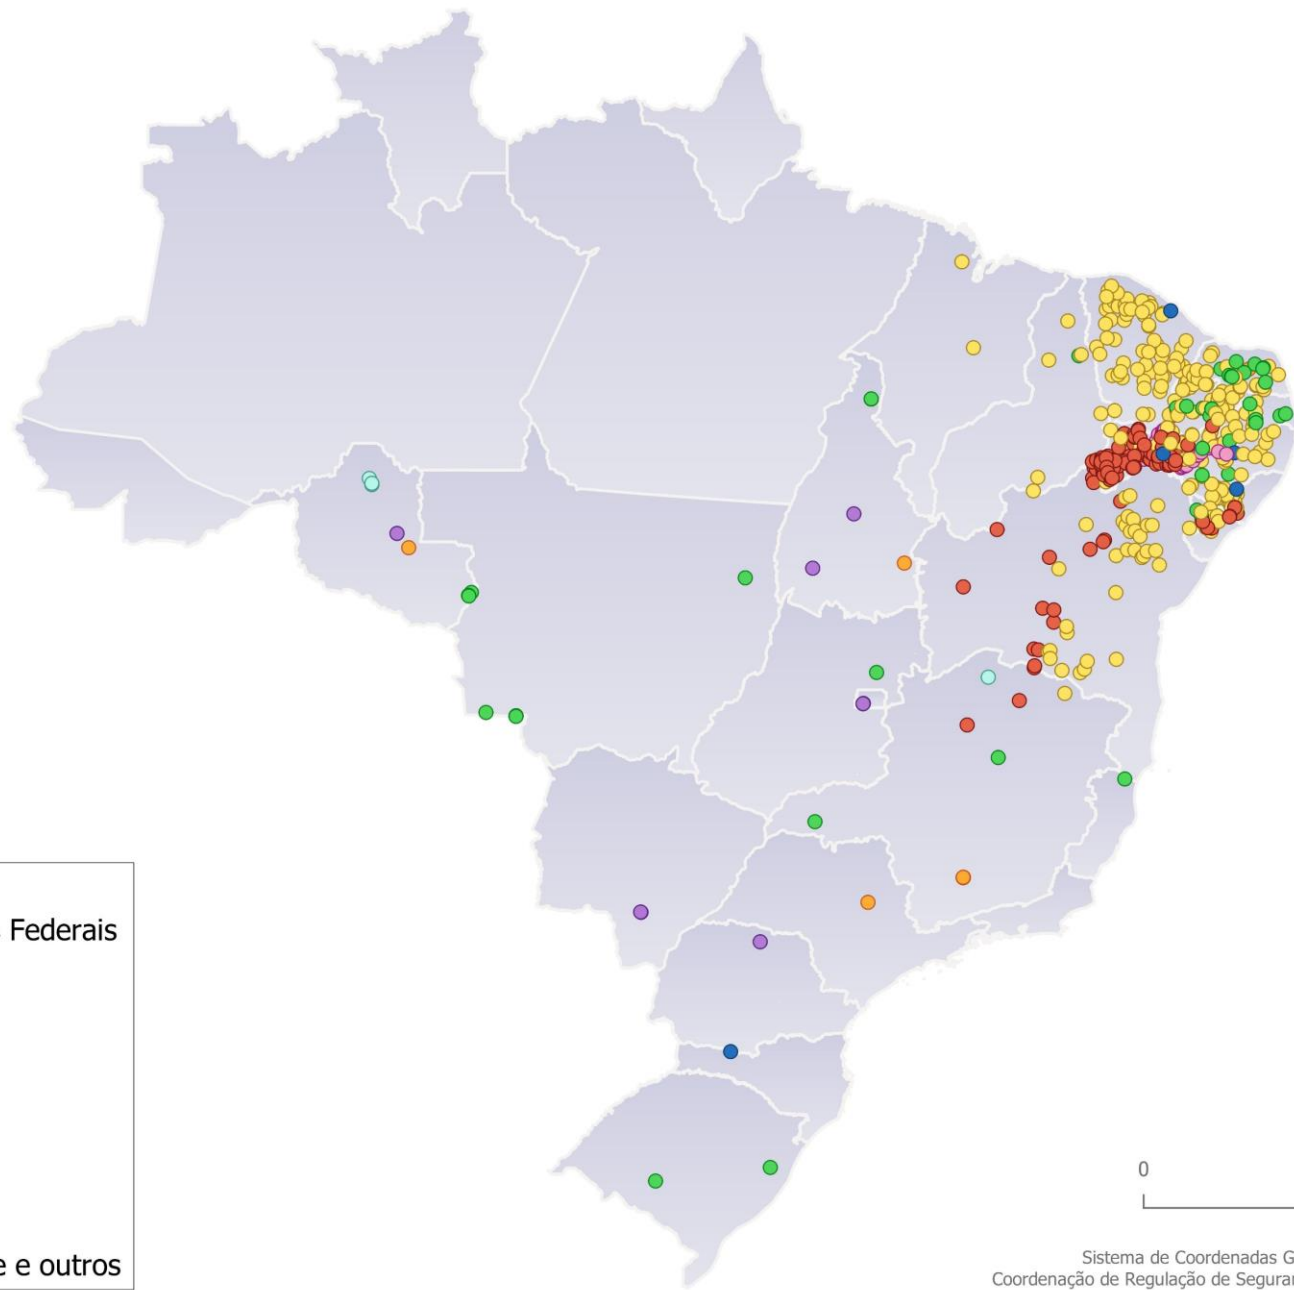 Federais
e outros
0
Sistema de Coordenadas G
Coordenação de Regulação de Segura